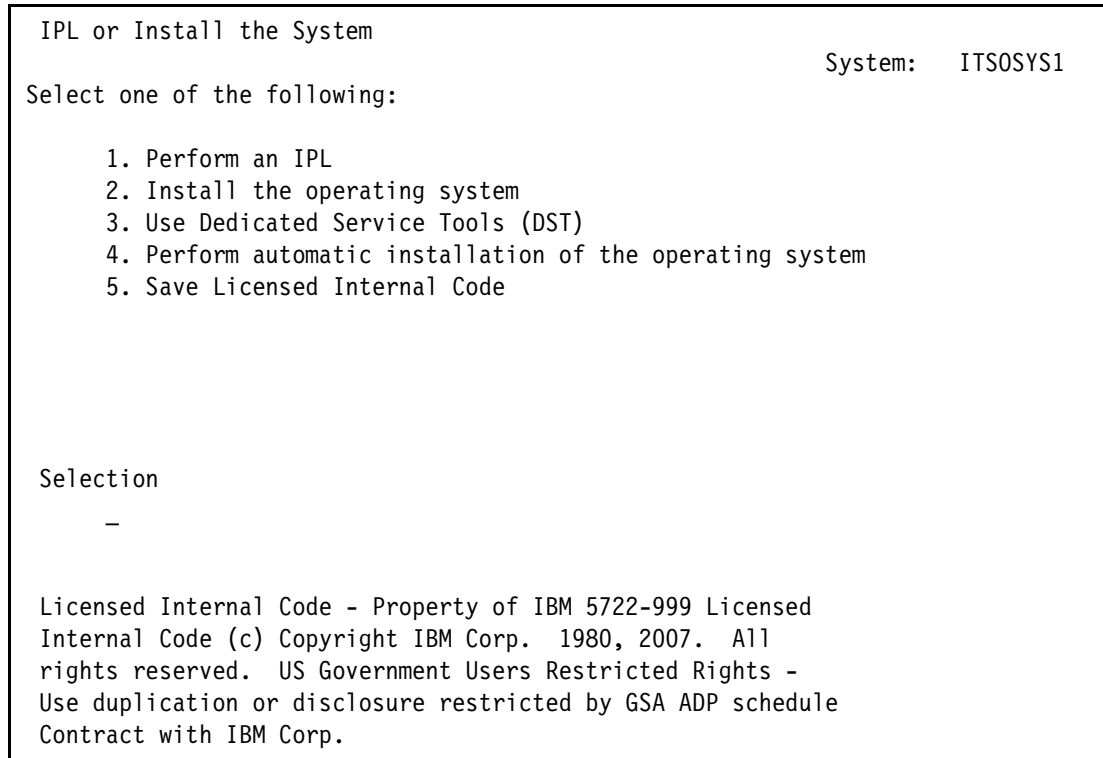 IPL or Install the System
System: ITSOSYS1
Select one of the following:
1. Perform an IPL
2. Install the operating system
3. Use Dedicated Service Tools (DST)
4. Perform automatic installation of the operating system
5. Save Licensed Internal Code
Selection
_
Licensed Internal Code - Property of IBM 5722-999 Licensed
Internal Code (c) Copyright IBM Corp. 1980, 2007. All
rights reserved. US Government Users Restricted Rights -
Use duplication or disclosure restricted by GSA ADP schedule
Contract with IBM Corp.